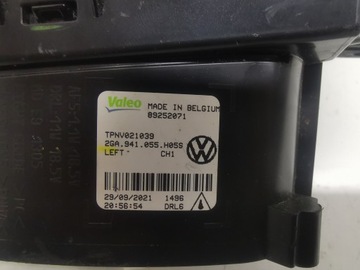 Valeo
MADE IN BELGIUM
89252071
TPNV021039
2GA.941.055.H05S
LEFT CH1
29/09/2021 1496
20:56:54 DRL6